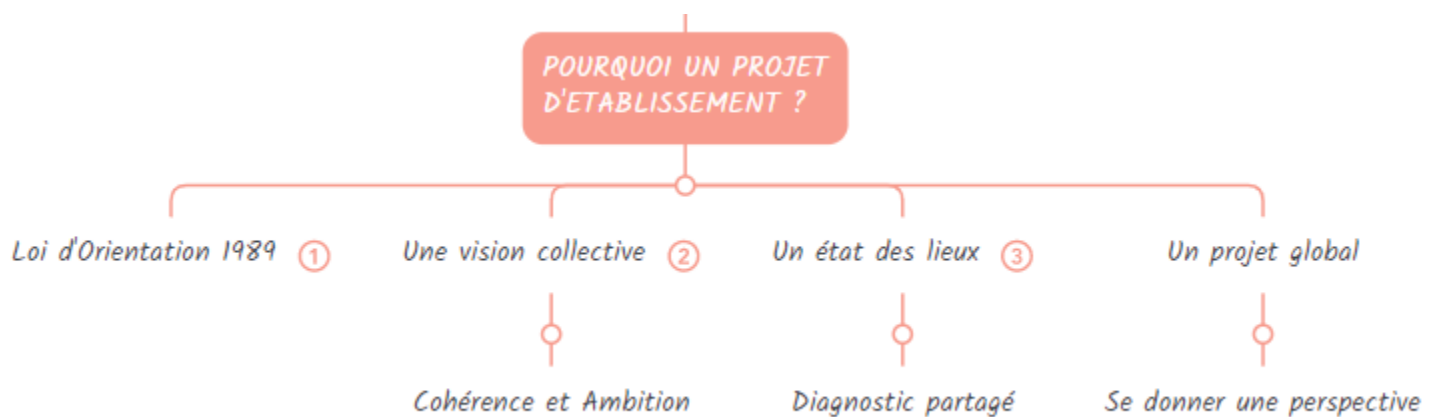 POURQUOI UN PROJET
D'ETABLISSEMENT ?
Loi d'Orientation 1989 1
Une vision collective 2
Un état des lieux 3
Un projet global
Cohérence et Ambition
Diagnostic partagé
Se donner une perspective